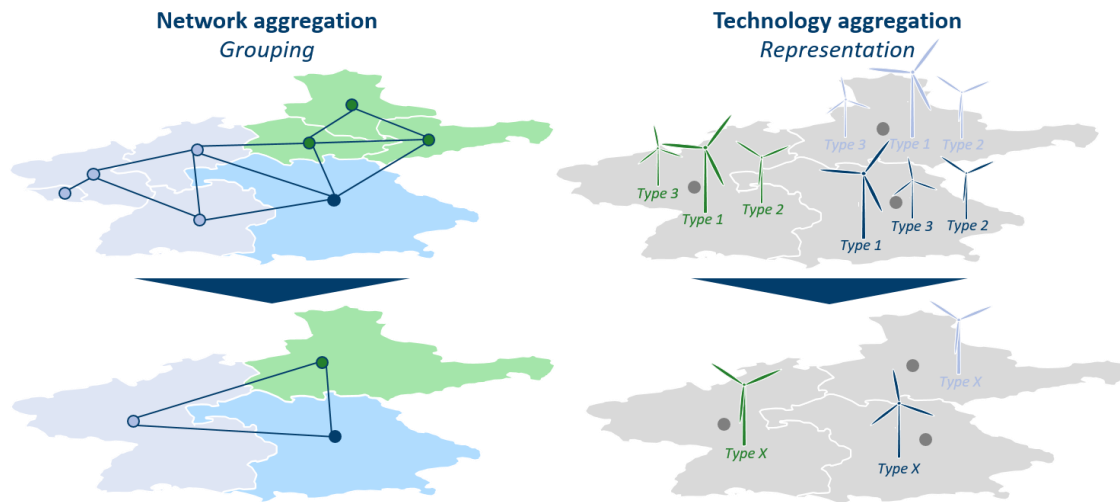 Network aggregation
Grouping
Technology aggregation
Representation
Type 3
Type 1
Type 2
Type 3
Type 1
Type 2
Type 1
Type 3
Type 2
Type X
Type X
Type X